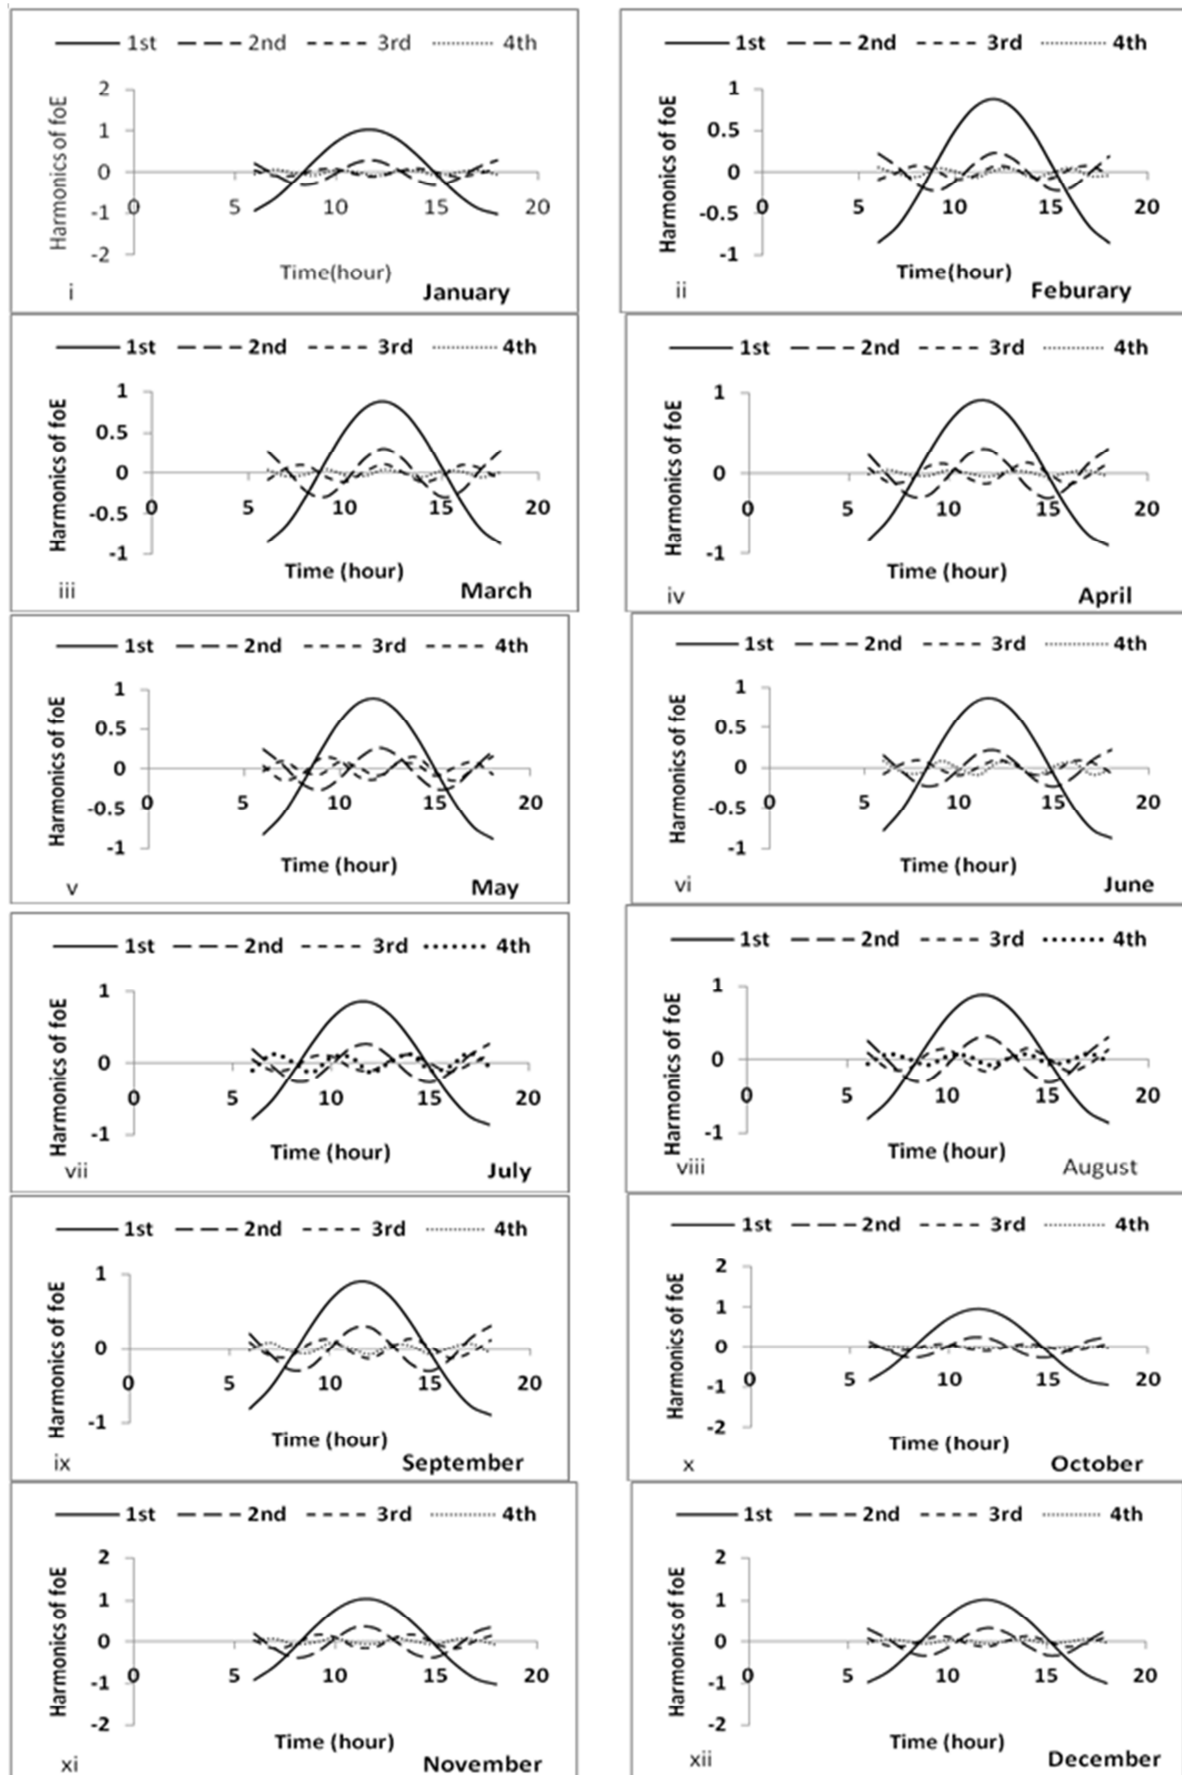 1st 2nd 3rd 4th
Harmonics of foE
2
1
0
-1
-2
0 5 10 15 20
Time(hour)
i January
1st 2nd 3rd 4th
Harmonics of foE
1
0.5
0
-0.5
-1
0 5 10 15 20
Time(hour)
ii Feburary
1st 2nd 3rd 4th
Harmonics of foE
1
0.5
0
-0.5
-1
0 5 10 15 20
Time (hour)
iii March
1st 2nd 3rd 4th
Harmonics of foE
1
0.5
0
-0.5
-1
0 5 10 15 20
Time (hour)
iv April
1st 2nd 3rd 4th
Harmonics of foE
1
0.5
0
-0.5
-1
0 5 10 15 20
Time (hour)
v May
1st 2nd 3rd 4th
Harmonics of foE
1
0.5
0
-0.5
-1
0 5 10 15 20
Time (hour)
vi June
1st 2nd 3rd 4th
Harmonics of foE
1
0
-1
0 5 10 15 20
Time (hour)
vii July
1st 2nd 3rd 4th
Harmonics of foE
1
0
-1
0 5 10 15 20
Time (hour)
viii August
1st 2nd 3rd 4th
Harmonics of foE
1
0
-1
0 5 10 15 20
Time (hour)
ix September
1st 2nd 3rd 4th
Harmonics of foE
2
1
0
-1
-2
0 5 10 15 20
Time (hour)
x October
1st 2nd 3rd 4th
Harmonics of foE
2
1
0
-1
-2
0 5 10 15 20
Time (hour)
xi November
1st 2nd 3rd 4th
Harmonics of foE
2
1
0
-1
-2
0 5 10 15 20
Time (hour)
xii December